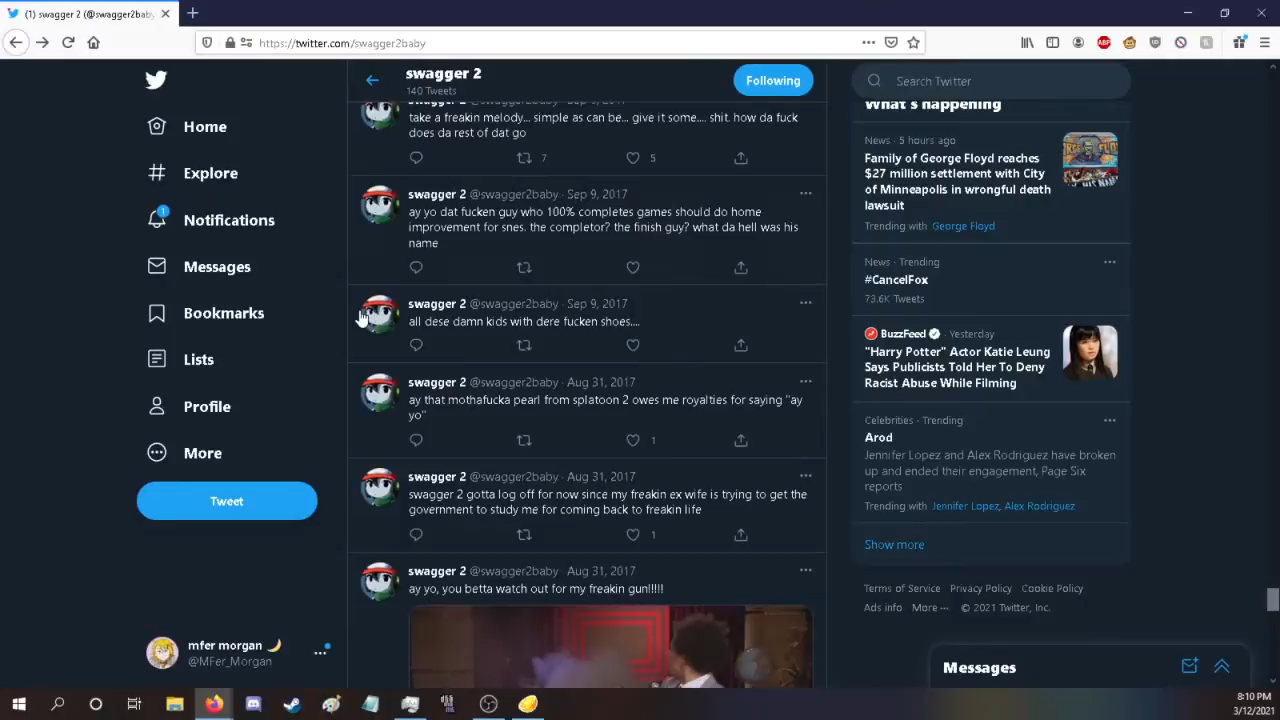 (1) swagger 2 (@swagger2baby
https://twitter.com/swagger2baby
ABP
swagger 2
140 Tweets
Following
Search Twitter
Home
Explore
1
Notifications
Messages
Bookmarks
Lists
Profile
More
Tweet
mfer morgan 🌙
@MFer_Morgan
swagger 2 @swagger2baby · Sep 9, 2017
take a freakin melody... simple as can be... give it some.... shit. how da fuck
does da rest of dat go
7
5
swagger 2 @swagger2baby · Sep 9, 2017
ay yo dat fucken guy who 100% completes games should do home
improvement for snes. the completor? the finish guy? what da hell was his
name
swagger 2 @swagger2baby · Sep 9, 2017
all dese damn kids with dere fucken shoes....
swagger 2 @swagger2baby · Aug 31, 2017
ay that mothafucka pearl from splatoon 2 owes me royalties for saying "ay
yo"
1
swagger 2 @swagger2baby · Aug 31, 2017
swagger 2 gotta log off for now since my freakin ex wife is trying to get the
government to study me for coming back to freakin life
1
swagger 2 @swagger2baby · Aug 31, 2017
ay yo, you betta watch out for my freakin gun!!!!!
What's happening
News · 5 hours ago
Family of George Floyd reaches
$27 million settlement with City
of Minneapolis in wrongful death
lawsuit
Trending with George Floyd
News · Trending
#CancelFox
73.6K Tweets
BuzzFeed · Yesterday
"Harry Potter" Actor Katie Leung
Says Publicists Told Her To Deny
Racist Abuse While Filming
Celebrities · Trending
Arod
Jennifer Lopez and Alex Rodriguez have broken
up and ended their engagement, Page Six
reports
Trending with Jennifer Lopez, Alex Rodriguez
Show more
Terms of Service Privacy Policy Cookie Policy
Ads info More ··· © 2021 Twitter, Inc.
Messages
8:10 PM
3/12/2021